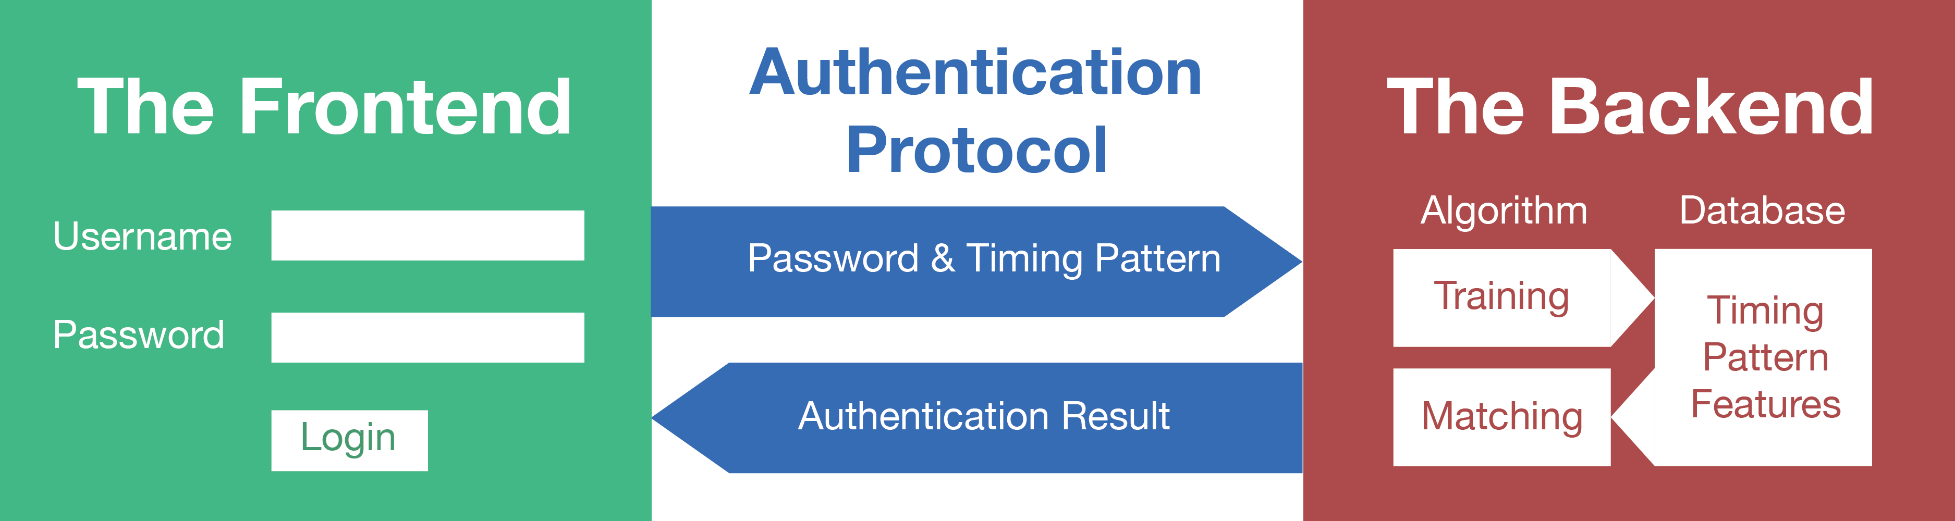 The Frontend
Username
Password
Login
Authentication
Protocol
Password & Timing Pattern
Authentication Result
The Backend
Algorithm
Database
Training
Matching
Timing
Pattern
Features